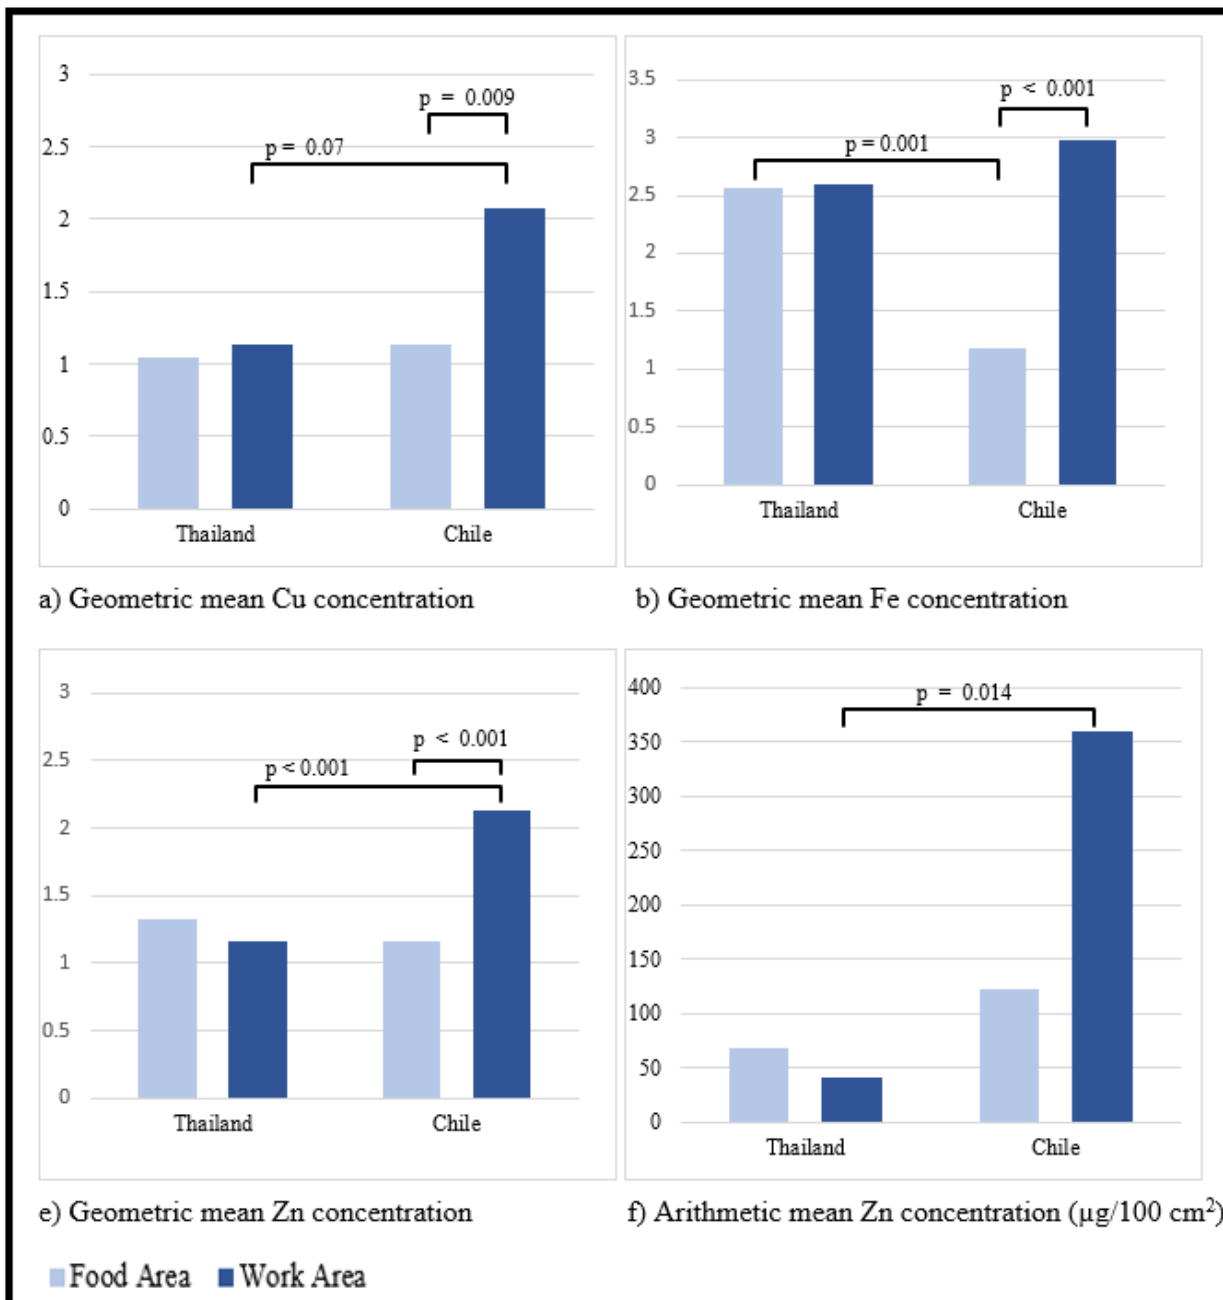 3
2.5
2
1.5
1
0.5
0
p = 0.009
p = 0.07
Thailand
Chile
a) Geometric mean Cu concentration
3.5
3
2.5
2
1.5
1
0.5
0
p < 0.001
p = 0.001
Thailand
Chile
b) Geometric mean Fe concentration
3
2.5
2
1.5
1
0.5
0
p < 0.001
p < 0.001
Thailand
Chile
e) Geometric mean Zn concentration
400
350
300
250
200
150
100
50
0
p = 0.014
Thailand
Chile
f) Arithmetic mean Zn concentration (µg/100 cm²)
Food Area
Work Area